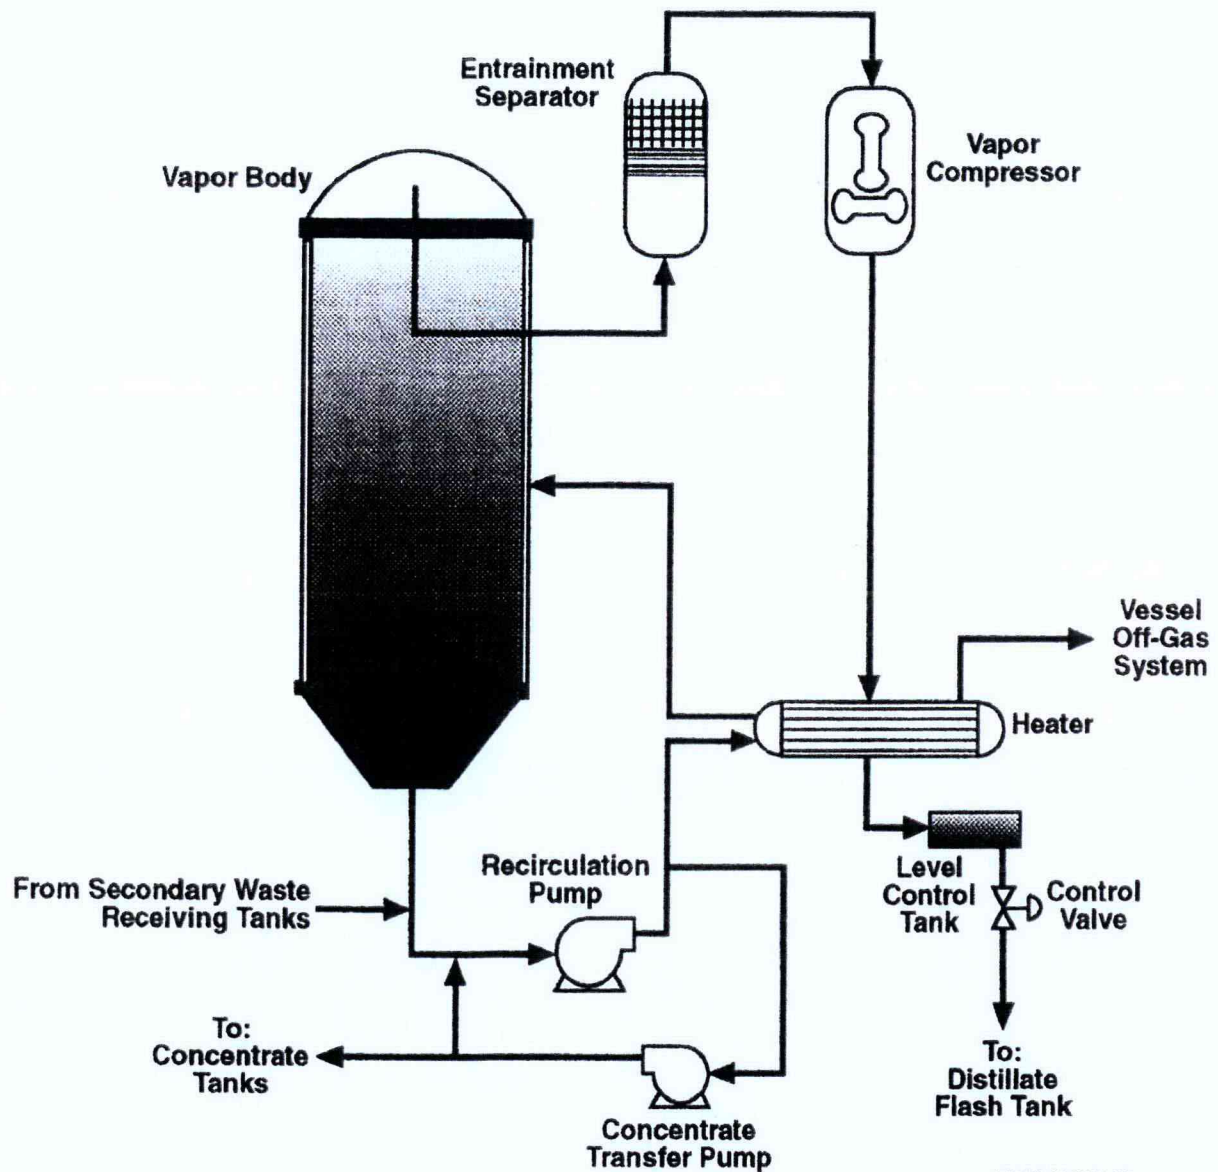 Entrainment
Separator
Vapor
Compressor
Vapor Body
Vessel
Off-Gas
System
Heater
Level
Control
Tank
Control
Valve
Recirculation
Pump
From Secondary Waste
Receiving Tanks
To:
Concentrate
Tanks
To:
Distillate
Flash Tank
Concentrate
Transfer Pump